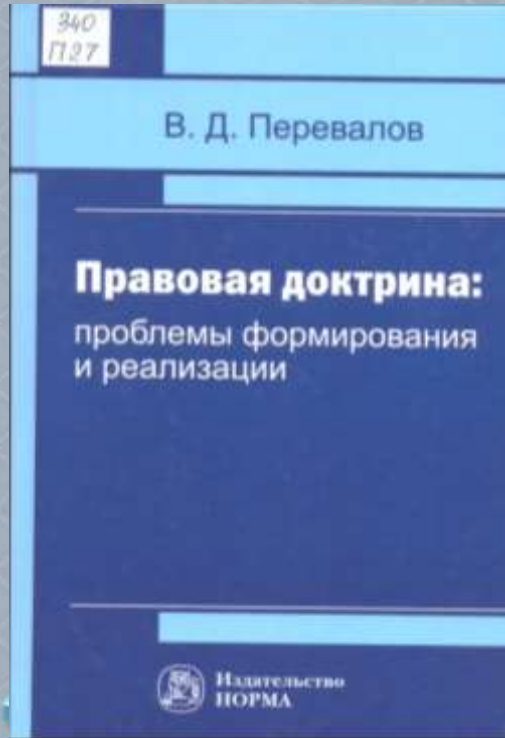 340
П27
В. Д. Перевалов
Правовая доктрина:
проблемы формирования
и реализации
Издательство
НОРМА